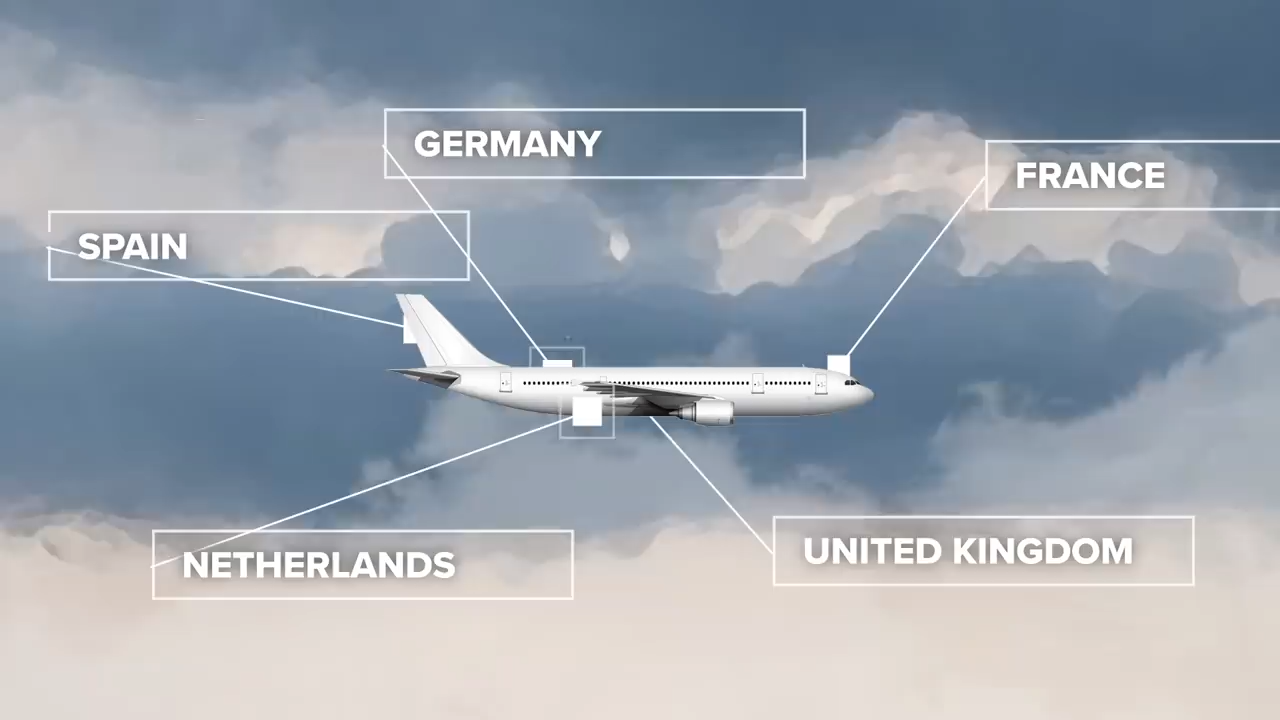 GERMANY
FRANCE
SPAIN
UNITED KINGDOM
NETHERLANDS